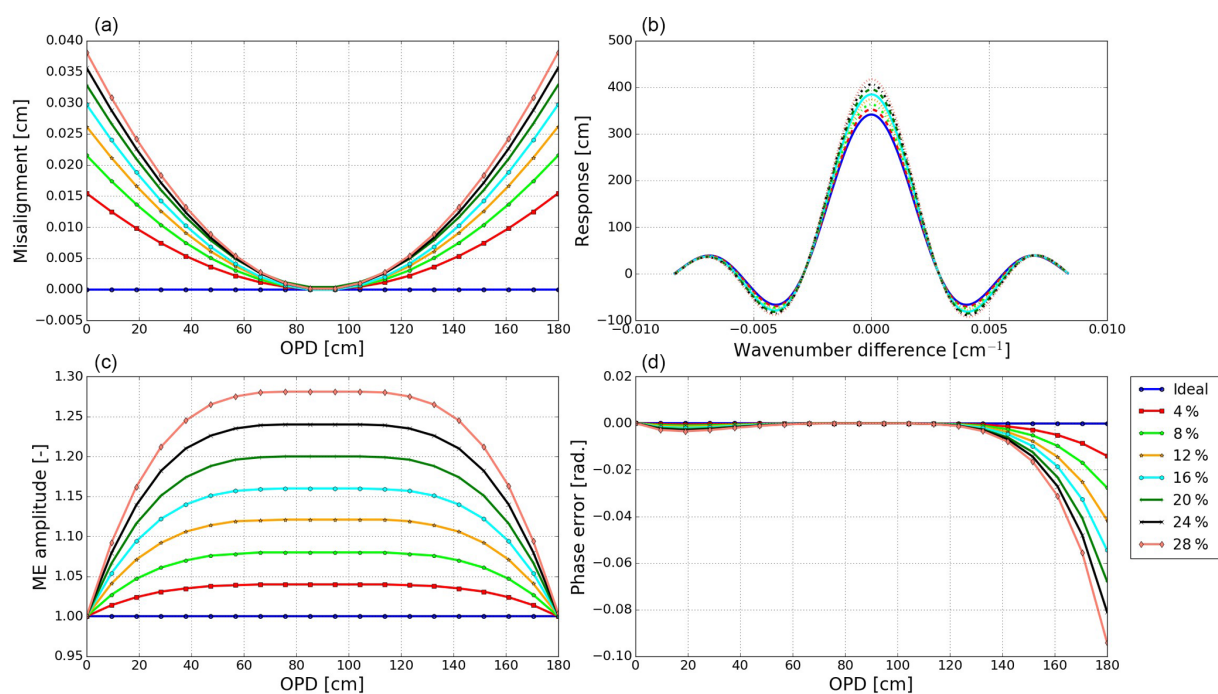 (a)
0.040
0.035
0.030
0.025
0.020
0.015
0.010
0.005
0.000
−0.005
Misalignment [cm]
0 20 40 60 80 100 120 140 160 180
OPD [cm]
(b)
500
400
300
200
100
0
−100
Response [cm]
−0.010 −0.005 0.000 0.005 0.010
Wavenumber difference [cm⁻¹]
(c)
1.30
1.25
1.20
1.15
1.10
1.05
1.00
0.95
ME amplitude [-]
0 20 40 60 80 100 120 140 160 180
OPD [cm]
(d)
0.02
0.00
−0.02
−0.04
−0.06
−0.08
−0.10
Phase error [rad.]
0 20 40 60 80 100 120 140 160 180
OPD [cm]
Ideal
4 %
8 %
12 %
16 %
20 %
24 %
28 %